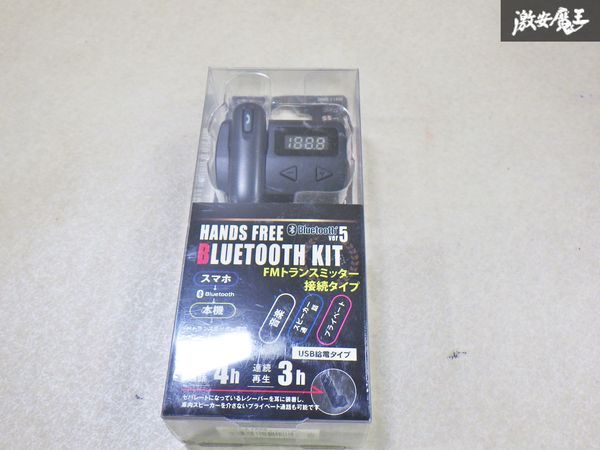 激安魔王
188.8
HANDS FREE Bluetooth ver5
BLUETOOTH KIT
FMトランスミッター
接続タイプ
スマホ
Bluetooth
本機
音楽
スピーカー通話
プライベート
USB給電タイプ
4h
連続再生 3h
セパレートになっているレシーバーを耳に装着し、
車内スピーカーを介さないプライベート通話も可能です